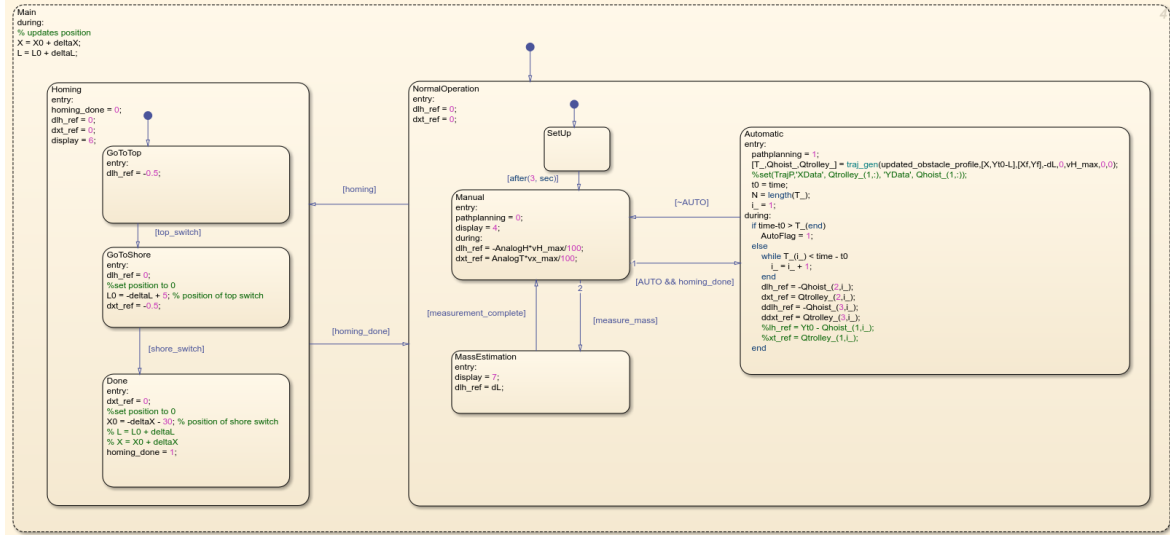 Main
during:
% updates position
X = X0 + deltaX;
L = L0 + deltaL;
4
Homing
entry:
homing_done = 0;
dlh_ref = 0;
dxt_ref = 0;
display = 6;
GoToTop
entry:
dlh_ref = -0.5;
[top_switch]
GoToShore
entry:
dlh_ref = 0;
%set position to 0
L0 = -deltaL + 5; % position of top switch
dxt_ref = -0.5;
[shore_switch]
Done
entry:
dxt_ref = 0;
%set position to 0
X0 = -deltaX - 30; % position of shore switch
% L = L0 + deltaL
% X = X0 + deltaX
homing_done = 1;
[homing]
[homing_done]
NormalOperation
entry:
dlh_ref = 0;
dxt_ref = 0;
SetUp
[after(3, sec)]
Manual
entry:
pathplanning = 0;
display = 4;
during:
dlh_ref = -AnalogH*vH_max/100;
dxt_ref = AnalogT*vx_max/100;
[~AUTO]
1
[AUTO && homing_done]
2
[measurement_complete]
[measure_mass]
MassEstimation
entry:
display = 7;
dlh_ref = dL;
Automatic
entry:
pathplanning = 1;
[T_,Qhoist_,Qtrolley_] = traj_gen(updated_obstacle_profile,[X,Yt0-L],[Xf,Yf],-dL,0,vH_max,0,0);
%set(TrajP,'XData', Qtrolley_(1,:), 'YData', Qhoist_(1,:));
t0 = time;
N = length(T_);
i_ = 1;
during:
if time-t0 > T_(end)
AutoFlag = 1;
else
while T_(i_) < time - t0
i_ = i_ + 1;
end
dlh_ref = -Qhoist_(2,i_);
dxt_ref = Qtrolley_(2,i_);
ddlh_ref = -Qhoist_(3,i_);
ddxt_ref = Qtrolley_(3,i_);
%lh_ref = Yt0 - Qhoist_(1,i_);
%xt_ref = Qtrolley_(1,i_);
end